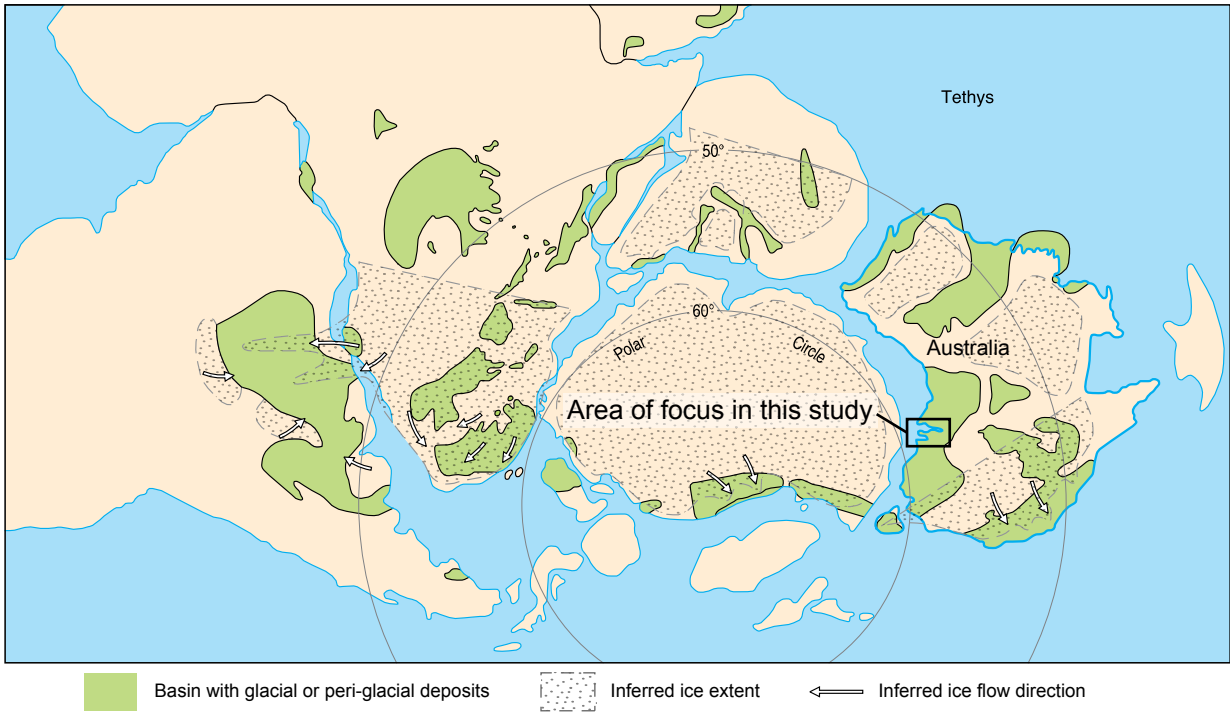 Tethys
50°
60°
Polar
Circle
Australia
Area of focus in this study
Basin with glacial or peri-glacial deposits
Inferred ice extent
Inferred ice flow direction